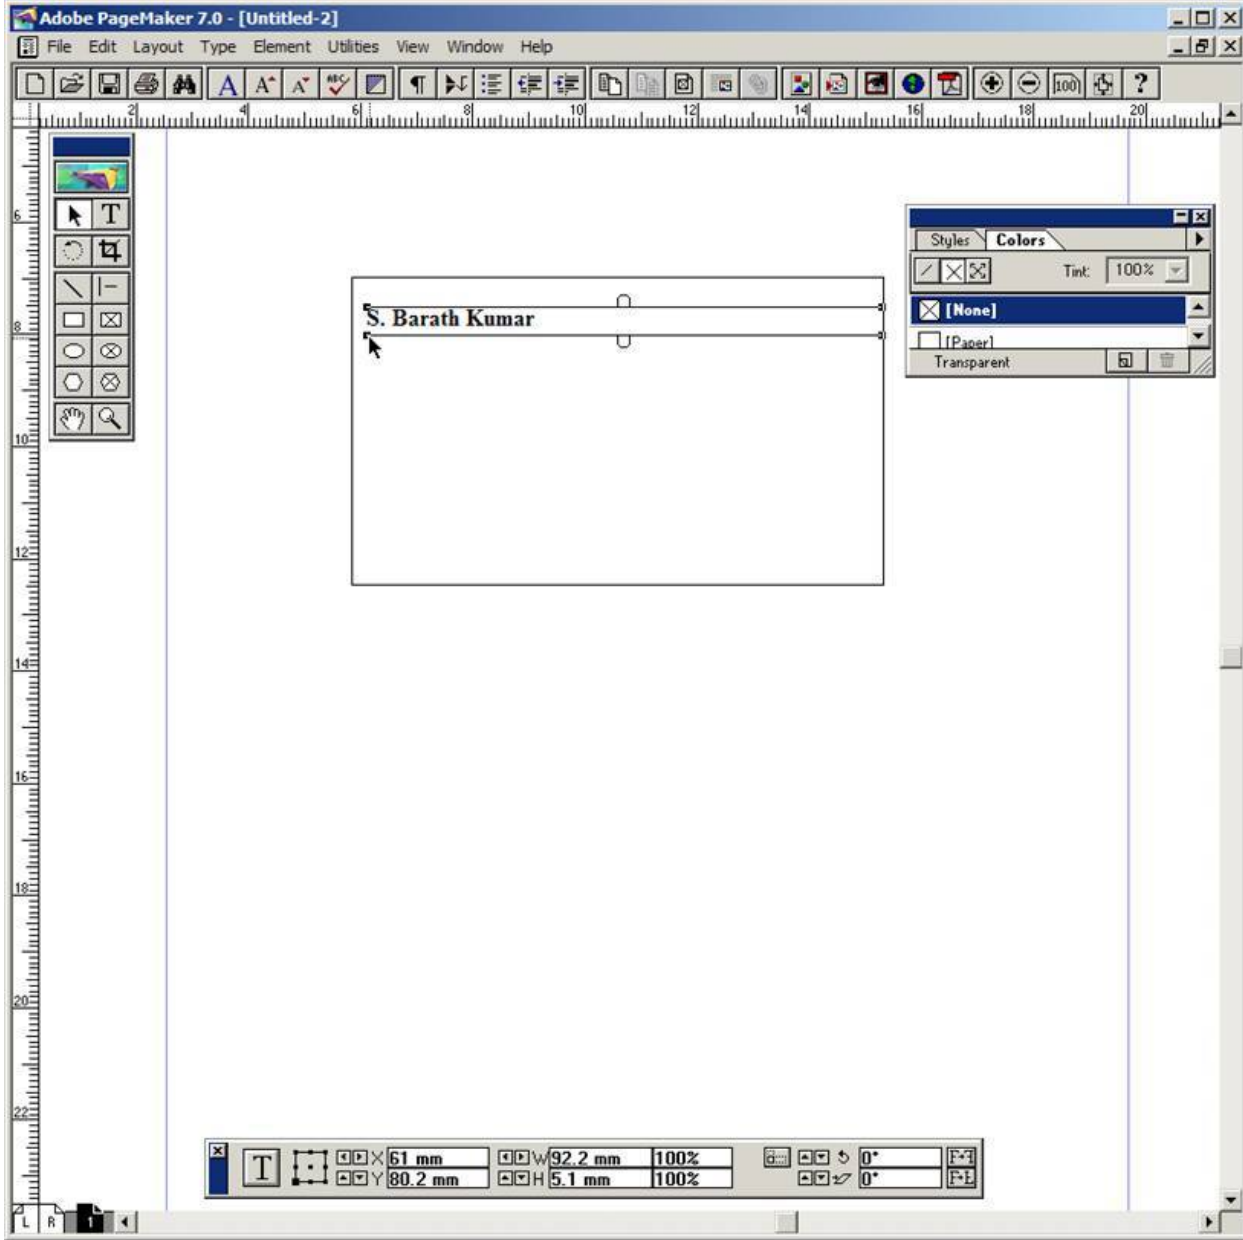 Adobe PageMaker 7.0 - [Untitled-2]
File Edit Layout Type Element Utilities View Window Help
ABC 100 ?
2 4 6 8 10 12 14 16 18 20
T
6
8
10
12
14
16
18
20
22
S. Barath Kumar
Styles Colors
Tint: 100%
[None]
[Paper]
Transparent
T X 61 mm W 92.2 mm 100% 0°
Y 80.2 mm H 5.1 mm 100% 0°
L R 1